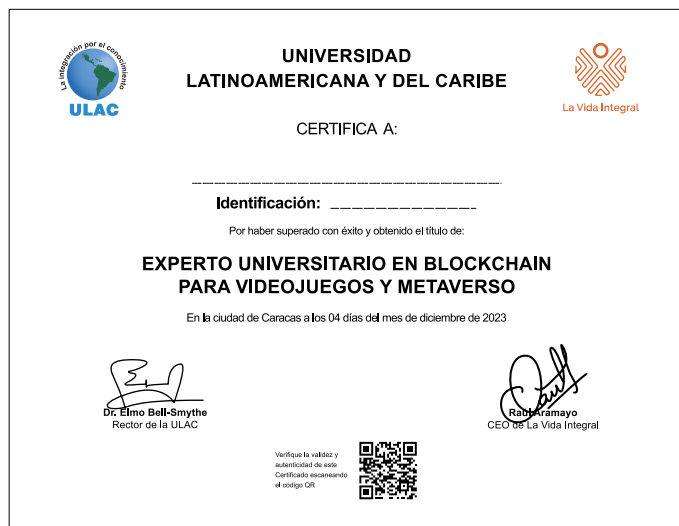 La integración por el conocimiento
ULAC
UNIVERSIDAD
LATINOAMERICANA Y DEL CARIBE
La Vida Integral
CERTIFICA A:
Identificación:
Por haber superado con éxito y obtenido el título de:
EXPERTO UNIVERSITARIO EN BLOCKCHAIN
PARA VIDEOJUEGOS Y METAVERSO
En la ciudad de Caracas a los 04 días del mes de diciembre de 2023
Dr. Elmo Bell-Smythe
Rector de la ULAC
Raúl Aramayo
CEO de La Vida Integral
Verifique la validez y
autenticidad de este
Certificado escaneando
el código QR